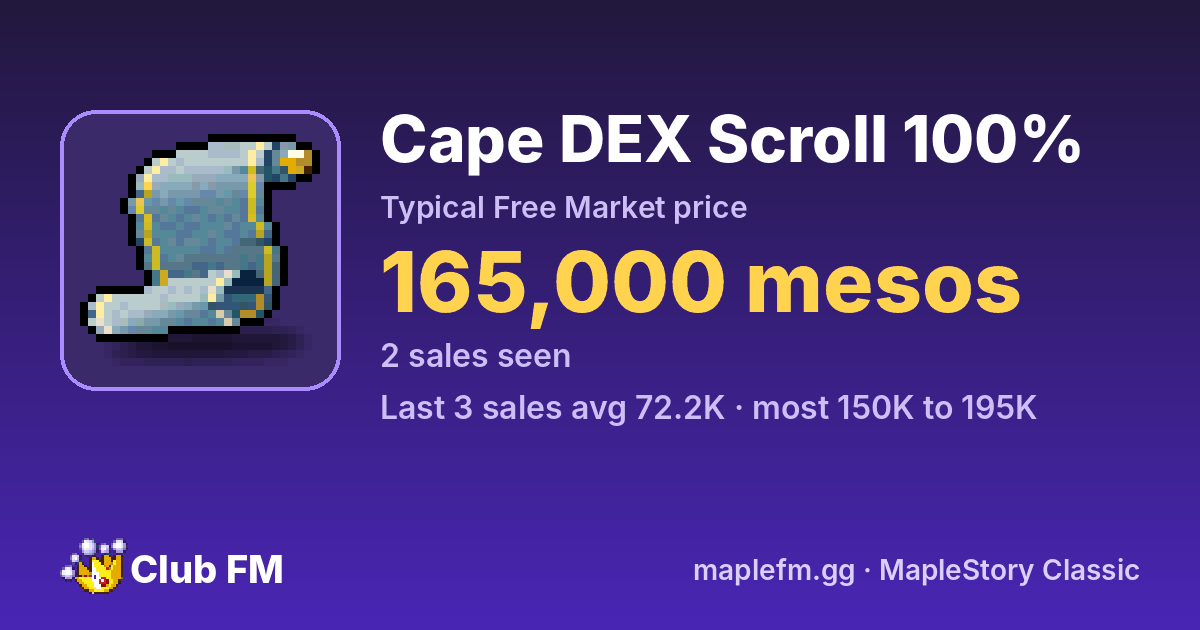 Cape DEX Scroll 100%
Typical Free Market price
165,000 mesos
2 sales seen
Last 3 sales avg 72.2K · most 150K to 195K
Club FM
maplefm.gg · MapleStory Classic